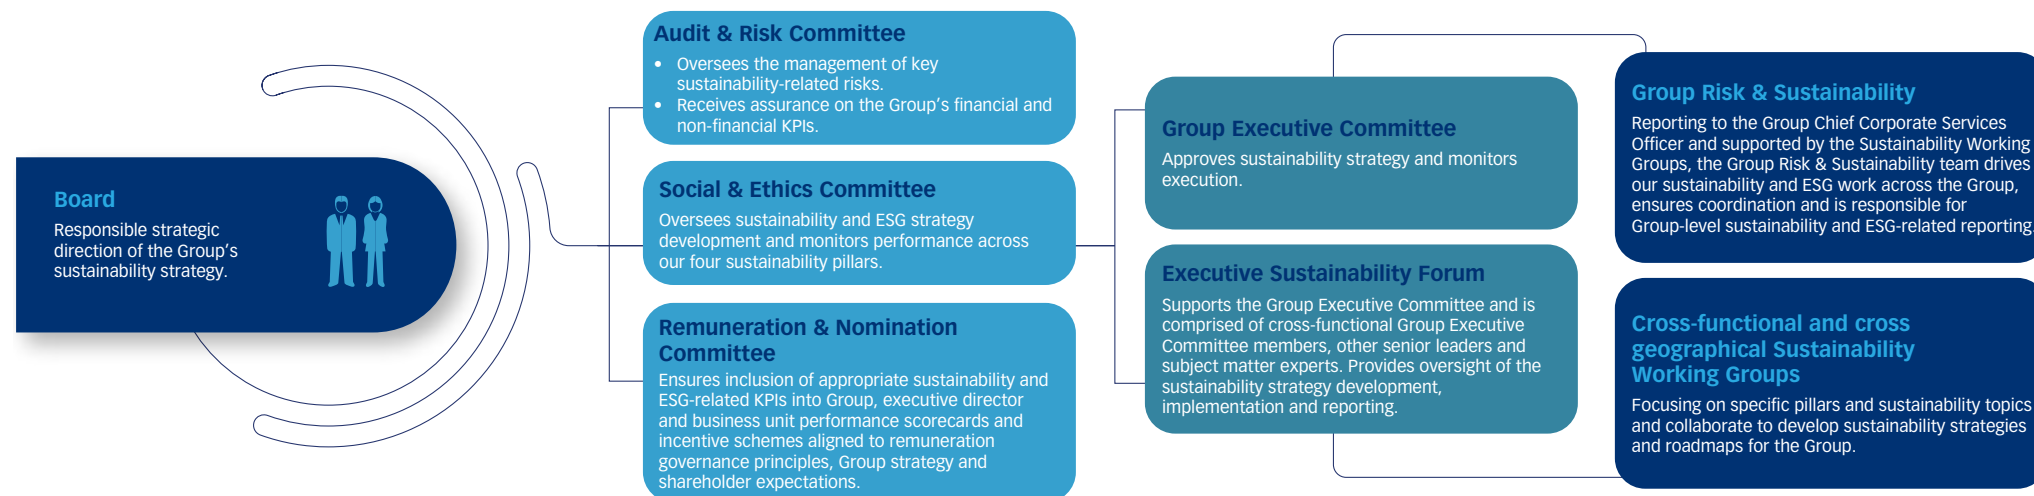 Board
Responsible strategic
direction of the Group's
sustainability strategy.
Audit & Risk Committee
• Oversees the management of key
sustainability-related risks.
• Receives assurance on the Group's financial and
non-financial KPIs.
Social & Ethics Committee
Oversees sustainability and ESG strategy
development and monitors performance across
our four sustainability pillars.
Remuneration & Nomination
Committee
Ensures inclusion of appropriate sustainability and
ESG-related KPIs into Group, executive director
and business unit performance scorecards and
incentive schemes aligned to remuneration
governance principles, Group strategy and
shareholder expectations.
Group Executive Committee
Approves sustainability strategy and monitors
execution.
Executive Sustainability Forum
Supports the Group Executive Committee and is
comprised of cross-functional Group Executive
Committee members, other senior leaders and
subject matter experts. Provides oversight of the
sustainability strategy development,
implementation and reporting.
Group Risk & Sustainability
Reporting to the Group Chief Corporate Services
Officer and supported by the Sustainability Working
Groups, the Group Risk & Sustainability team drives
our sustainability and ESG work across the Group,
ensures coordination and is responsible for
Group-level sustainability and ESG-related reporting.
Cross-functional and cross
geographical Sustainability
Working Groups
Focusing on specific pillars and sustainability topics
and collaborate to develop sustainability strategies
and roadmaps for the Group.